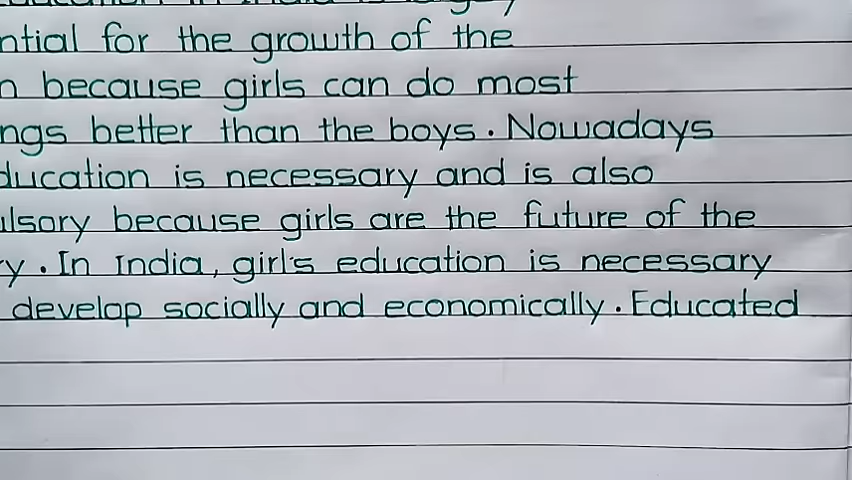 ntial for the growth of the
because girls can do most
ngs better than the boys. Nowadays
ducation is necessary and is also
ulsory because girls are the future of the
y. In India, girl's education is necessary
develop socially and economically. Educated